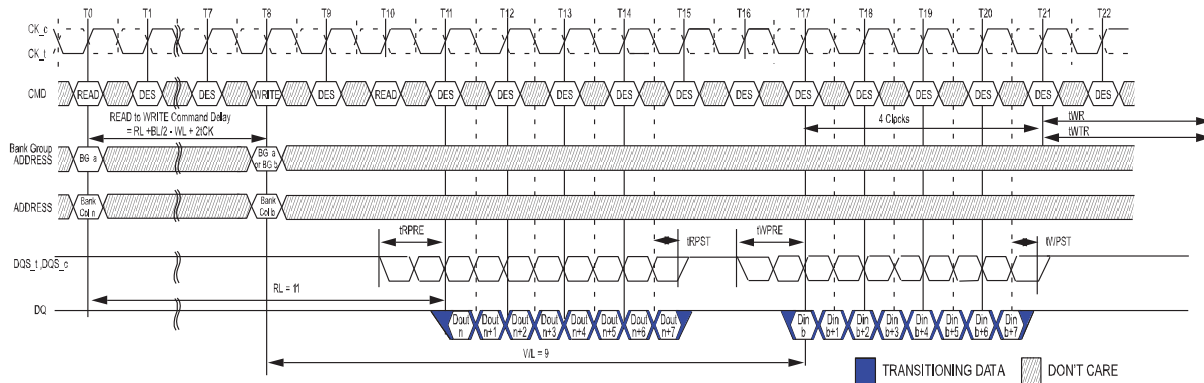 T0 T1 T7 T8 T9 T10 T11 T12 T13 T14 T15 T16 T17 T18 T19 T20 T21 T22
CK_c
CK_t
CMD READ DES DES WRITE DES READ DES DES DES DES DES DES DES DES DES DES DES DES
READ to WRITE Command Delay
= RL +BL/2 - WL + 2tCK
4 Clocks
tWR
tWTR
Bank Group
ADDRESS
BG a
BG a
or BG b
ADDRESS
Bank
Col n
Bank
Col b
tRPRE
tRPST
tWPRE
tWPST
DQS_t,DQS_c
RL = 11
DQ
Dout
n
Dout
n+1
Dout
n+2
Dout
n+3
Dout
n+4
Dout
n+5
Dout
n+6
Dout
n+7
Din
b
Din
b+1
Din
b+2
Din
b+3
Din
b+4
Din
b+5
Din
b+6
Din
b+7
WL = 9
TRANSITIONING DATA
DON'T CARE